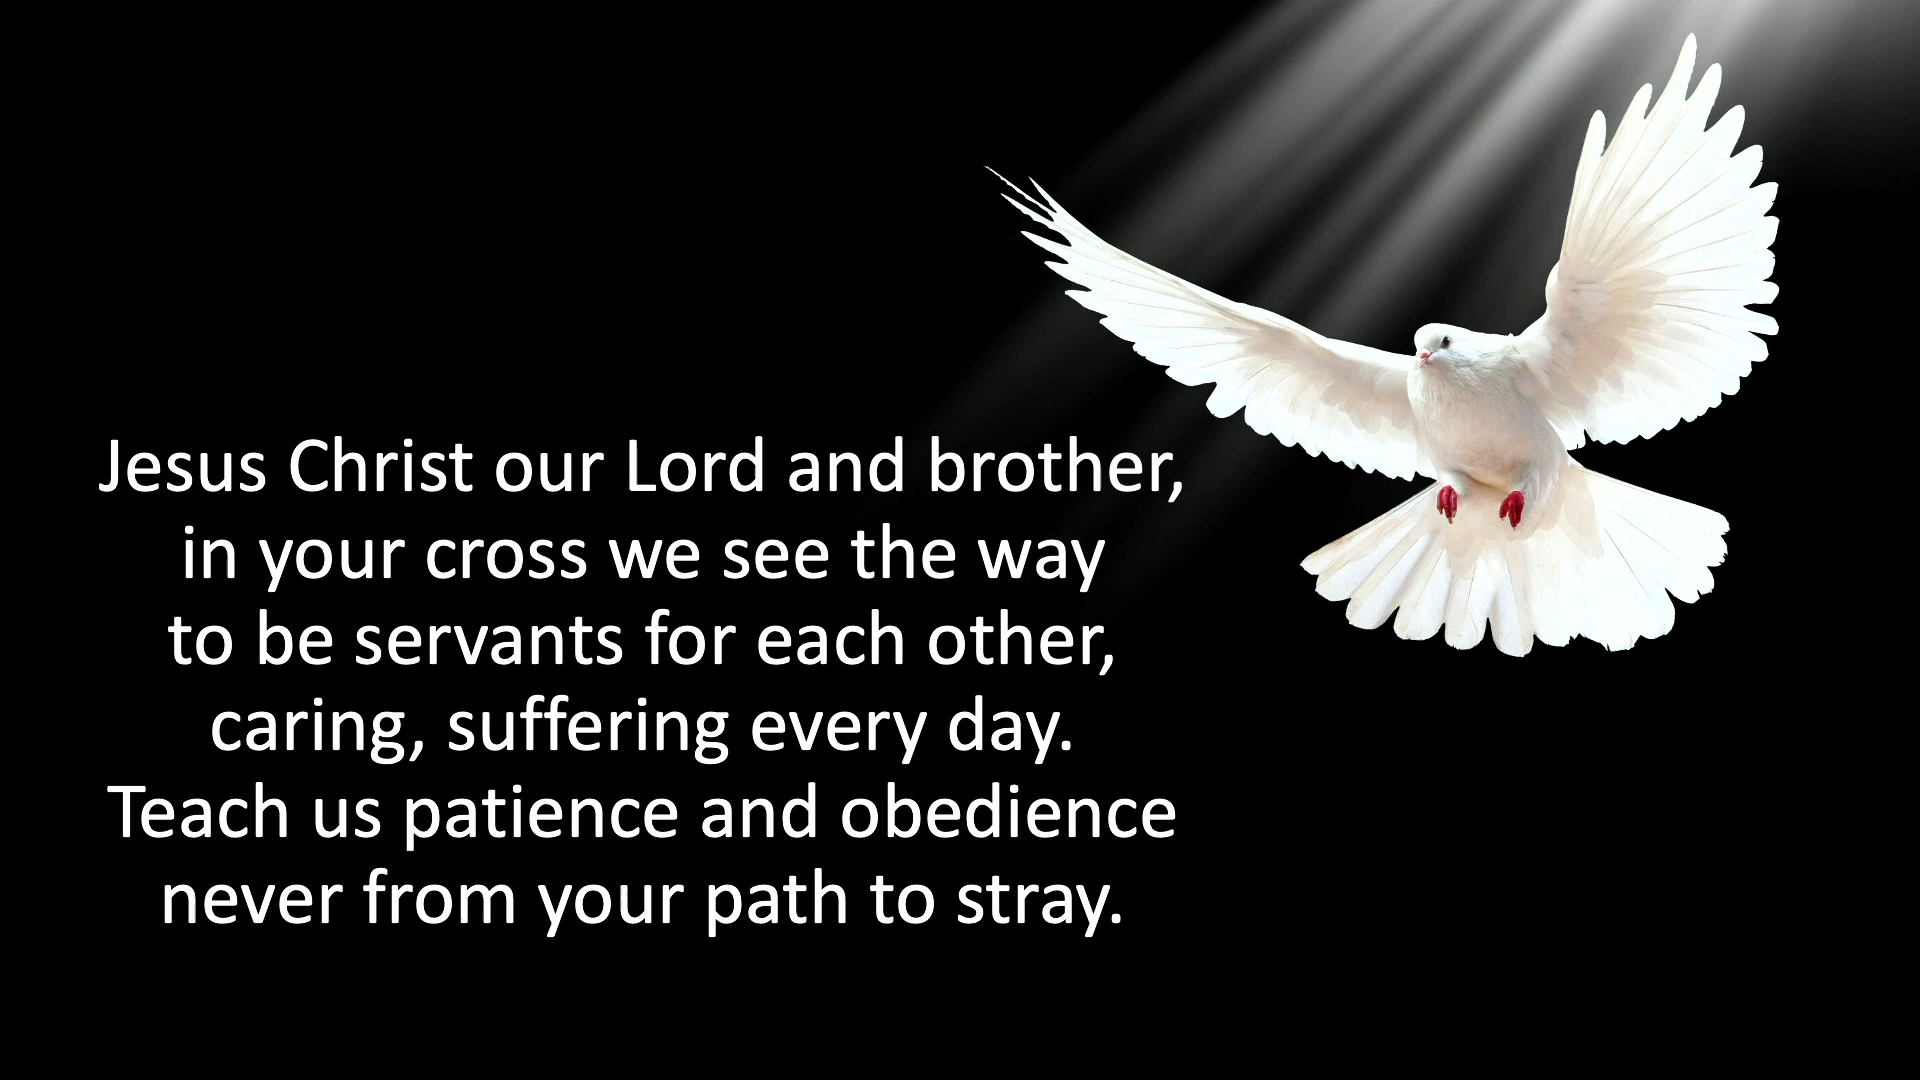 Jesus Christ our Lord and brother,
in your cross we see the way
to be servants for each other,
caring, suffering every day.
Teach us patience and obedience
never from your path to stray.